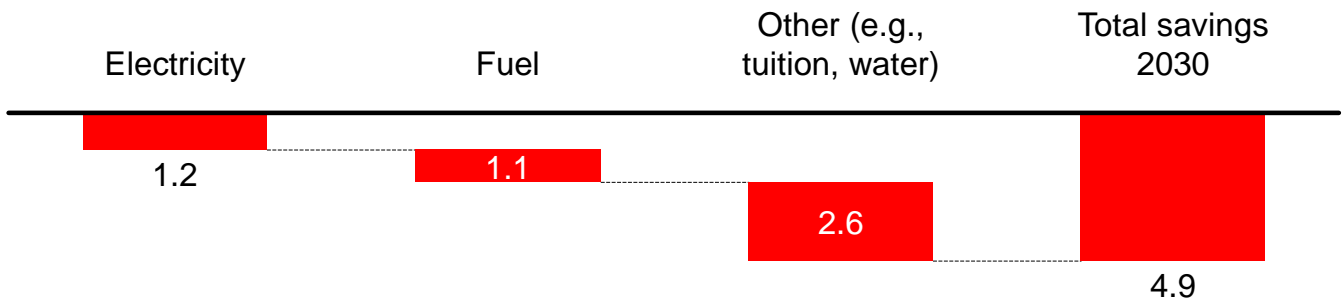 Electricity
Fuel
Other (e.g.,
tuition, water)
Total savings
2030
1.2
1.1
2.6
4.9